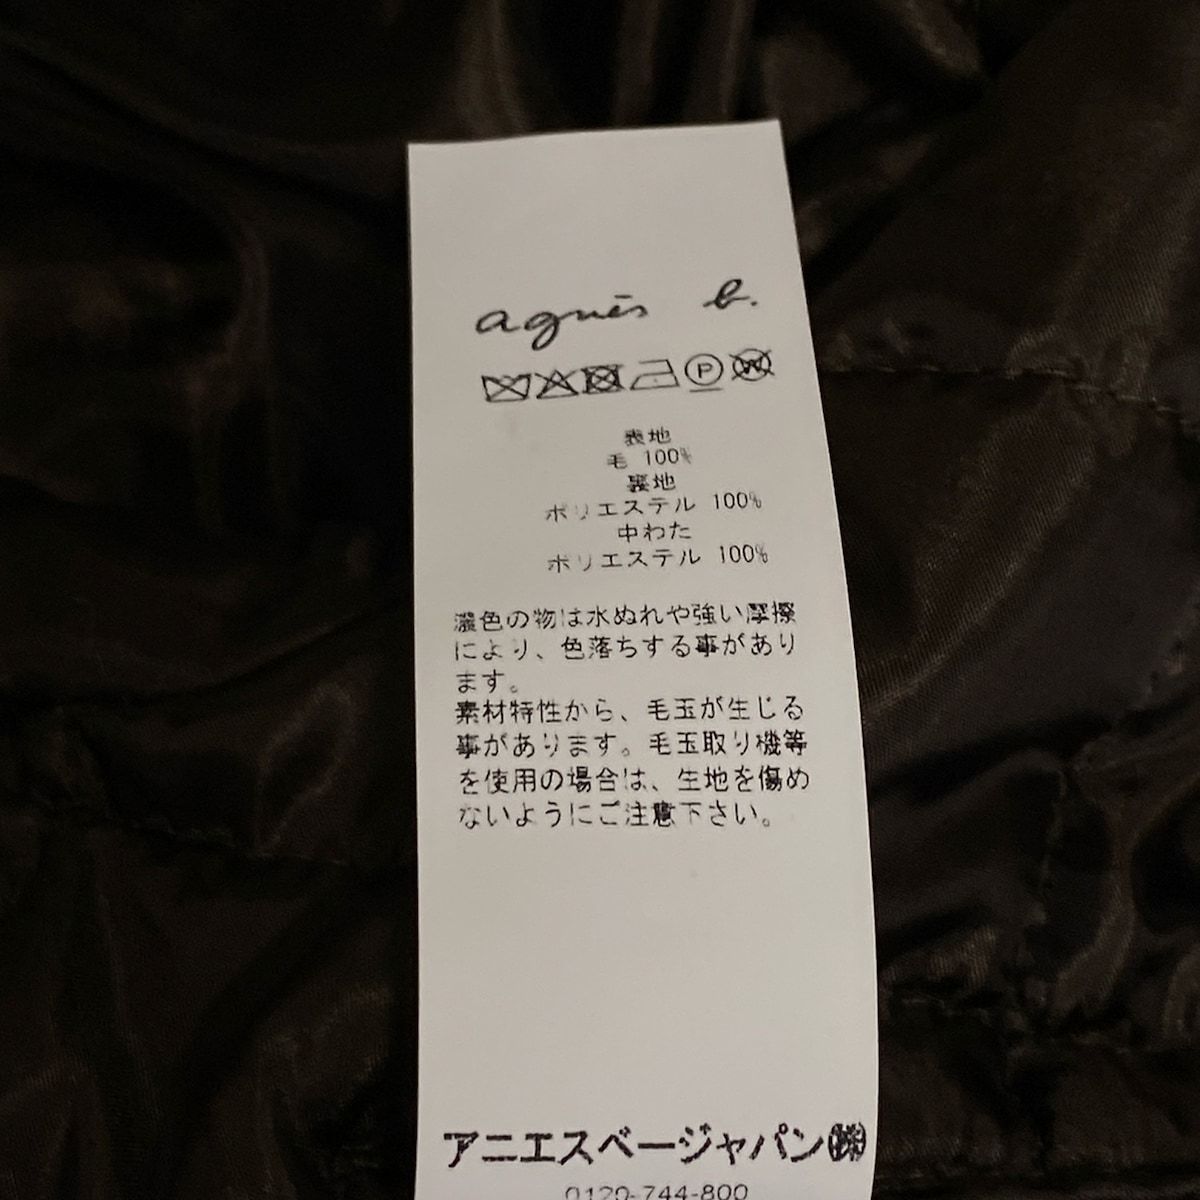 agnès b.
P W
表地
毛 100%
裏地
ポリエステル 100%
中わた
ポリエステル 100%
濃色の物は水ぬれや強い摩擦
により、色落ちする事があり
ます。
素材特性から、毛玉が生じる
事があります。毛玉取り機等
を使用の場合は、生地を傷め
ないようにご注意下さい。
アニエスベージャパン㈱
0120-744-800